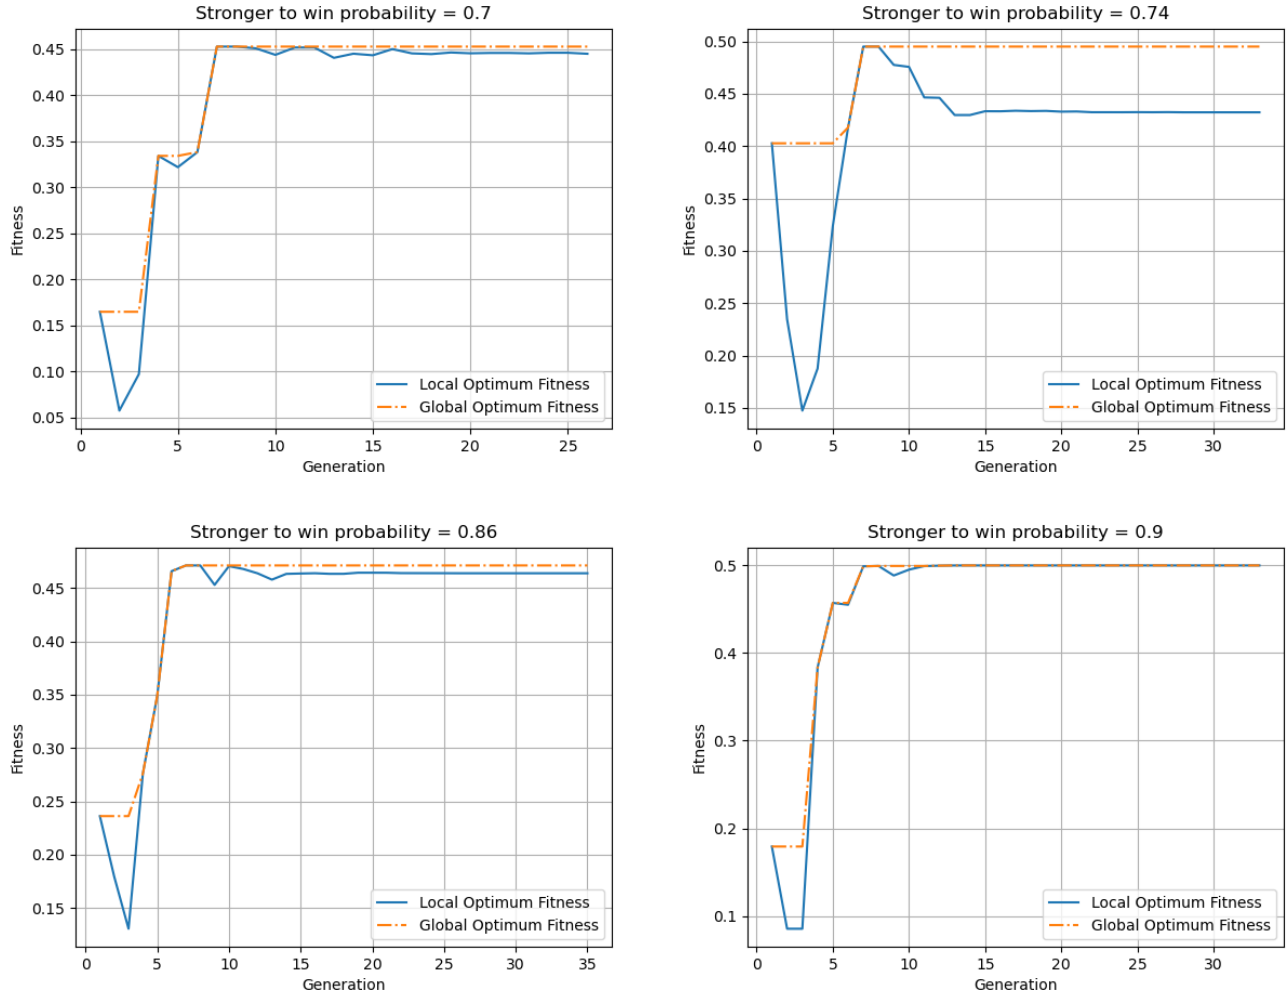 Stronger to win probability = 0.7
0.45
0.40
0.35
0.30
0.25
0.20
0.15
0.10
0.05
Fitness
0
5
10
15
20
25
Generation
Local Optimum Fitness
Global Optimum Fitness
Stronger to win probability = 0.74
0.50
0.45
0.40
0.35
0.30
0.25
0.20
0.15
Fitness
0
5
10
15
20
25
30
Generation
Local Optimum Fitness
Global Optimum Fitness
Stronger to win probability = 0.86
0.45
0.40
0.35
0.30
0.25
0.20
0.15
Fitness
0
5
10
15
20
25
30
35
Generation
Local Optimum Fitness
Global Optimum Fitness
Stronger to win probability = 0.9
0.5
0.4
0.3
0.2
0.1
Fitness
0
5
10
15
20
25
30
Generation
Local Optimum Fitness
Global Optimum Fitness